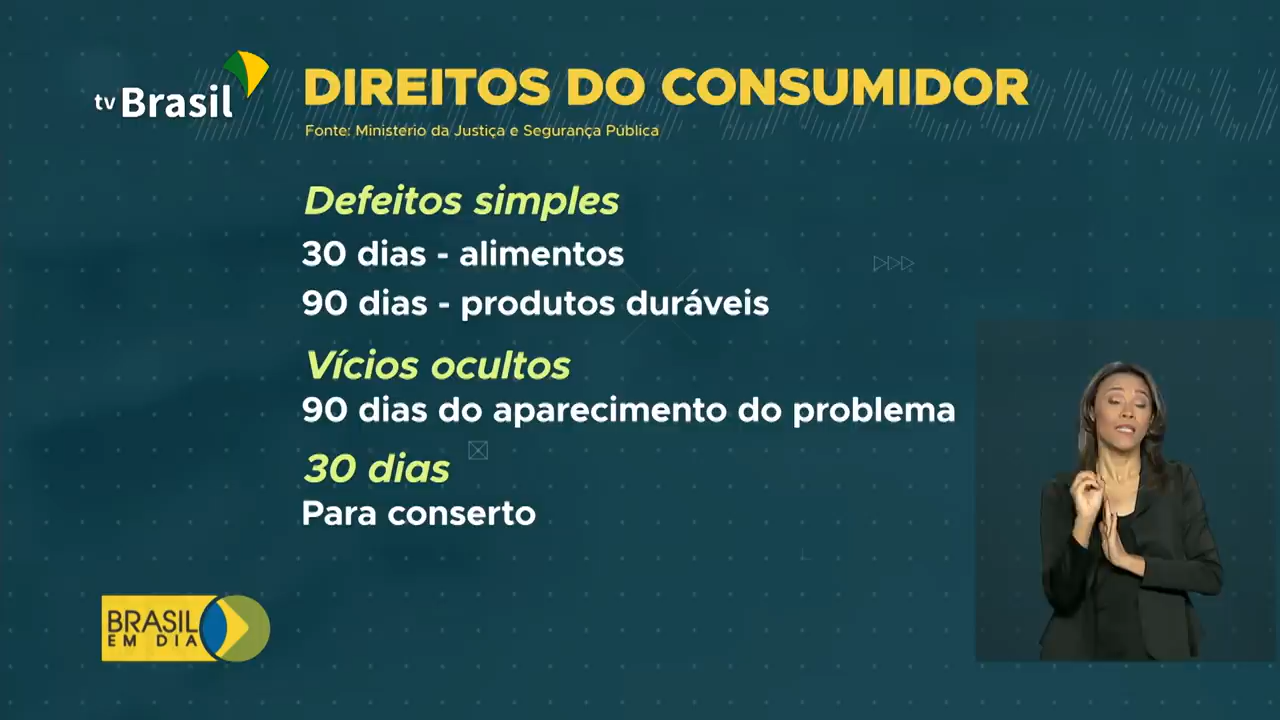 tv Brasil
DIREITOS DO CONSUMIDOR
Fonte: Ministério da Justiça e Segurança Pública
Defeitos simples
30 dias - alimentos
90 dias - produtos duráveis
Vícios ocultos
90 dias do aparecimento do problema
30 dias
Para conserto
BRASIL
EM DIA